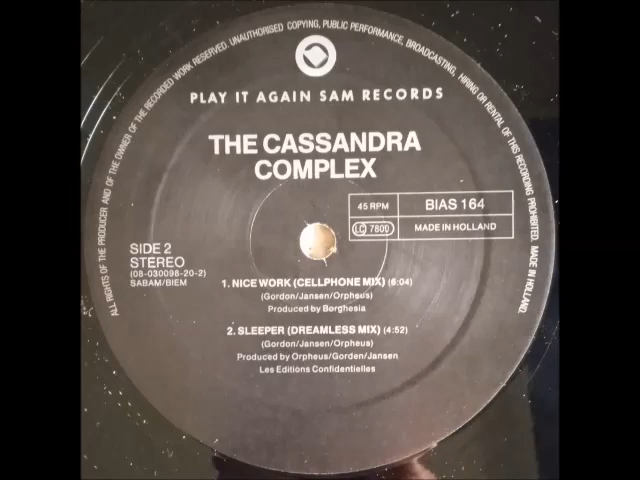 ALL RIGHTS OF THE PRODUCER AND OF THE OWNER OF THE RECORDED WORK RESERVED. UNAUTHORISED COPYING, PUBLIC PERFORMANCE, BROADCASTING, HIRING OR RENTAL OF THIS RECORDING PROHIBITED. MADE IN HOLLAND.
PLAY IT AGAIN SAM RECORDS
THE CASSANDRA
COMPLEX
45 RPM
BIAS 164
LC 7800
MADE IN HOLLAND
SIDE 2
STEREO
(08-030098-20-2)
SABAM/BIEM
1. NICE WORK (CELLPHONE MIX) (6:04)
(Gordon/Jansen/Orpheus)
Produced by Borghesia
2. SLEEPER (DREAMLESS MIX) (4:52)
(Gordon/Jansen/Orpheus)
Produced by Orpheus/Gorden/Jansen
Les Editions Confidentielles